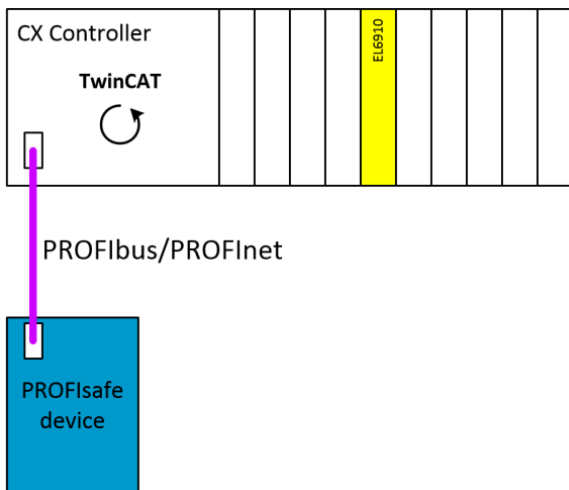 CX Controller
TwinCAT
EL6910
PROFIbus/PROFInet
PROFIsafe
device